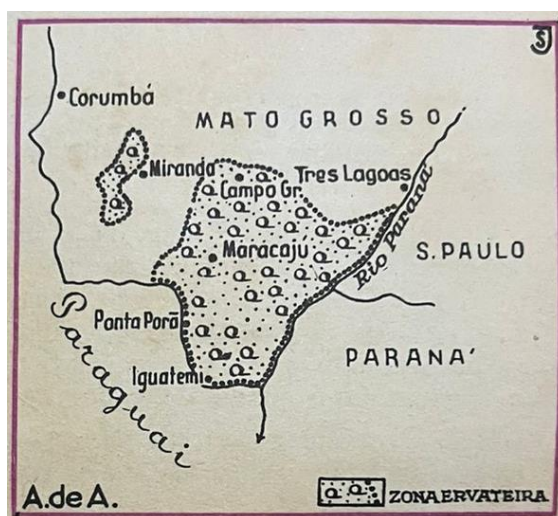 JS
Corumbá
MATO GROSSO
Miranda
Campo Gr.
Tres Lagoas
Rio Paraná
Maracaju
S. PAULO
Ponta Porã
PARANA'
Paraguai
Iguatemi
A. de A.
ZONA ERVATEIRA